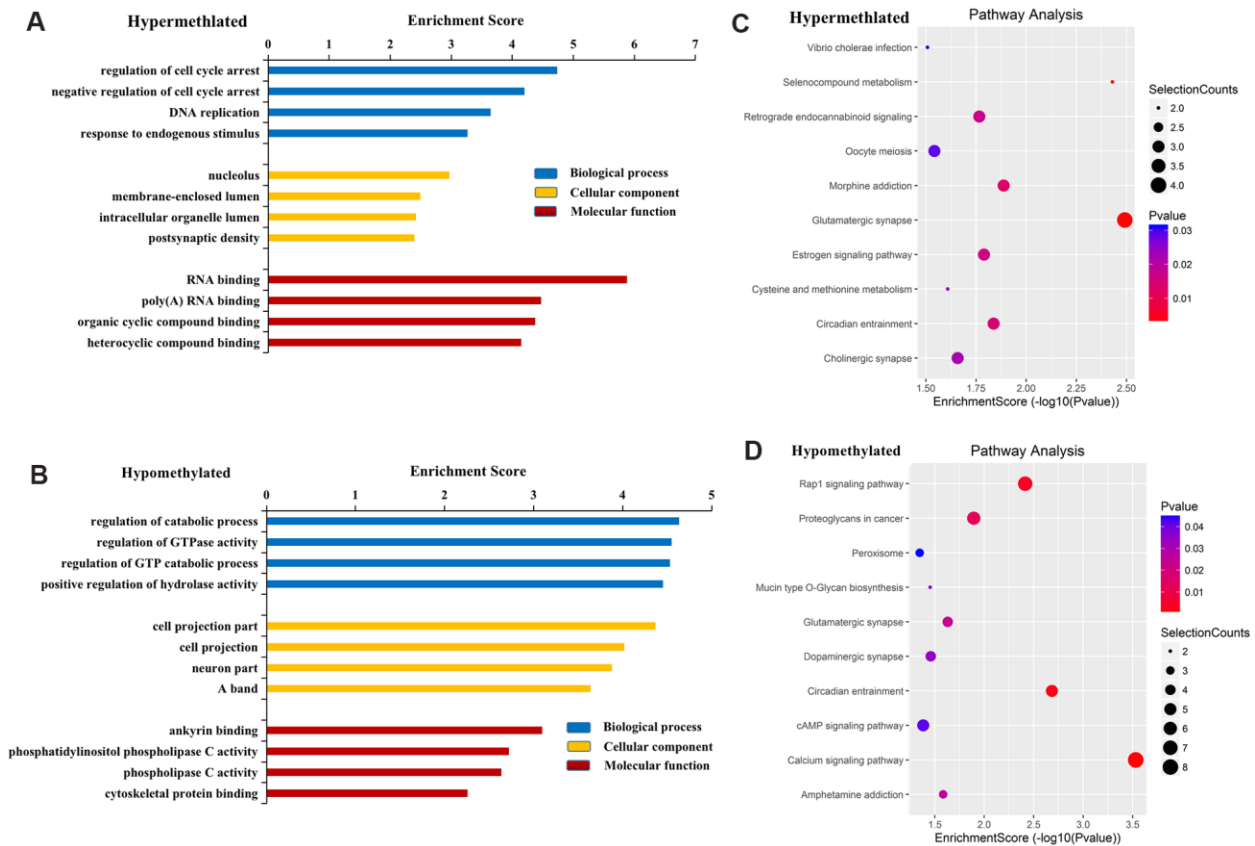 A
Hypermethlated
Enrichment Score
0 1 2 3 4 5 6 7
regulation of cell cycle arrest
negative regulation of cell cycle arrest
DNA replication
response to endogenous stimulus
nucleolus
membrane-enclosed lumen
intracellular organelle lumen
postsynaptic density
RNA binding
poly(A) RNA binding
organic cyclic compound binding
heterocyclic compound binding
Biological process
Cellular component
Molecular function
C
Hypermethlated
Pathway Analysis
Vibrio cholerae infection
Selenocompound metabolism
Retrograde endocannabinoid signaling
Oocyte meiosis
Morphine addiction
Glutamatergic synapse
Estrogen signaling pathway
Cysteine and methionine metabolism
Circadian entrainment
Cholinergic synapse
1.50 1.75 2.00 2.25 2.50
EnrichmentScore (-log10(Pvalue))
SelectionCounts
2.0
2.5
3.0
3.5
4.0
Pvalue
0.03
0.02
0.01
B
Hypomethylated
Enrichment Score
0 1 2 3 4 5
regulation of catabolic process
regulation of GTPase activity
regulation of GTP catabolic process
positive regulation of hydrolase activity
cell projection part
cell projection
neuron part
A band
ankyrin binding
phosphatidylinositol phospholipase C activity
phospholipase C activity
cytoskeletal protein binding
Biological process
Cellular component
Molecular function
D
Hypomethylated
Pathway Analysis
Rap1 signaling pathway
Proteoglycans in cancer
Peroxisome
Mucin type O-Glycan biosynthesis
Glutamatergic synapse
Dopaminergic synapse
Circadian entrainment
cAMP signaling pathway
Calcium signaling pathway
Amphetamine addiction
1.5 2.0 2.5 3.0 3.5
EnrichmentScore (-log10(Pvalue))
Pvalue
0.04
0.03
0.02
0.01
SelectionCounts
2
3
4
5
6
7
8